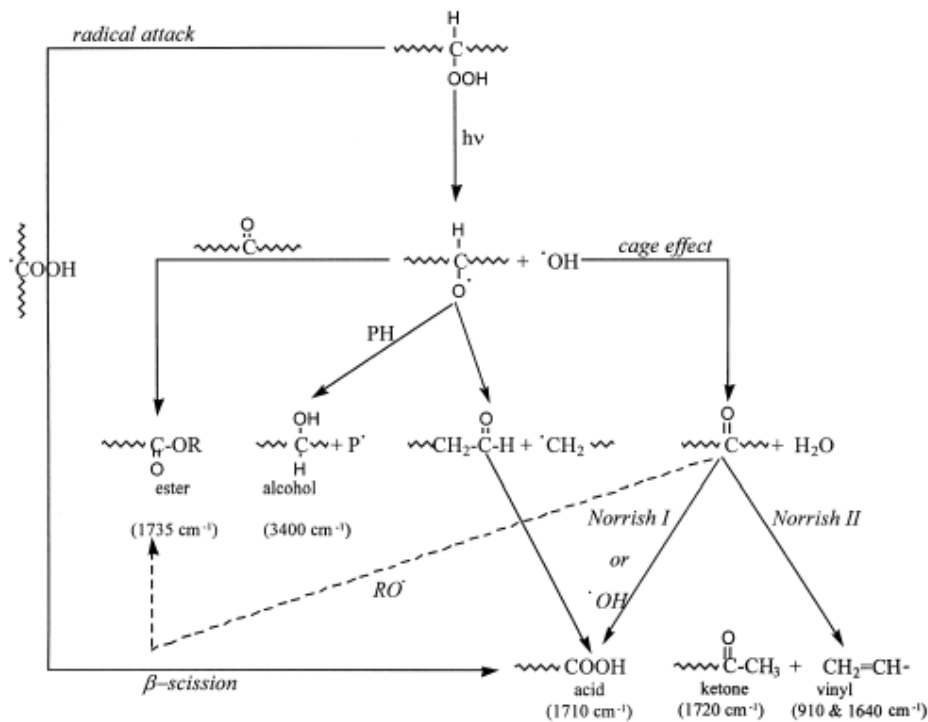 radical attack
H
C
OOH
hν
O
C
H
C + ˙OH
O˙
cage effect
˙COOH
PH
C-OR
O
ester
(1735 cm⁻¹)
OH
C + P˙
H
alcohol
(3400 cm⁻¹)
O
CH₂-C-H + ˙CH₂
O
C + H₂O
Norrish I
or
˙OH
Norrish II
RO˙
β-scission
COOH
acid
(1710 cm⁻¹)
O
C-CH₃ +
ketone
(1720 cm⁻¹)
CH₂=CH-
vinyl
(910 & 1640 cm⁻¹)